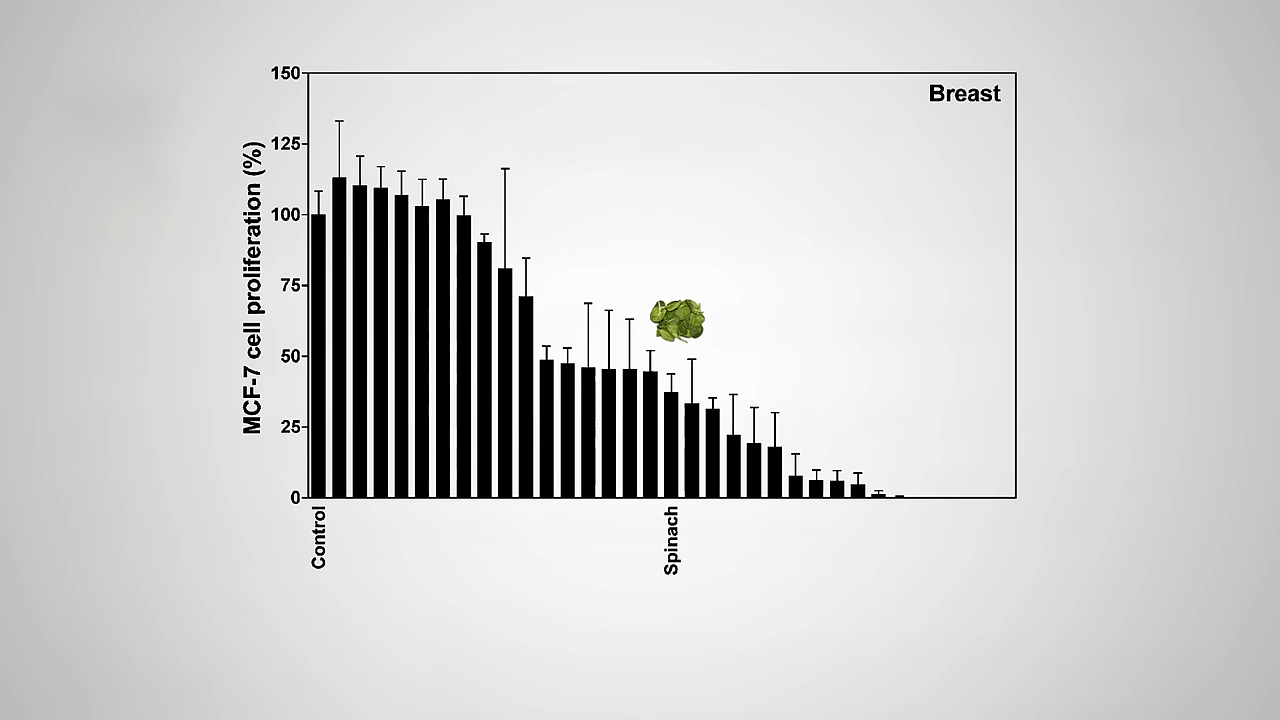 Breast
MCF-7 cell proliferation (%)
150
125
100
75
50
25
0
Control
Spinach